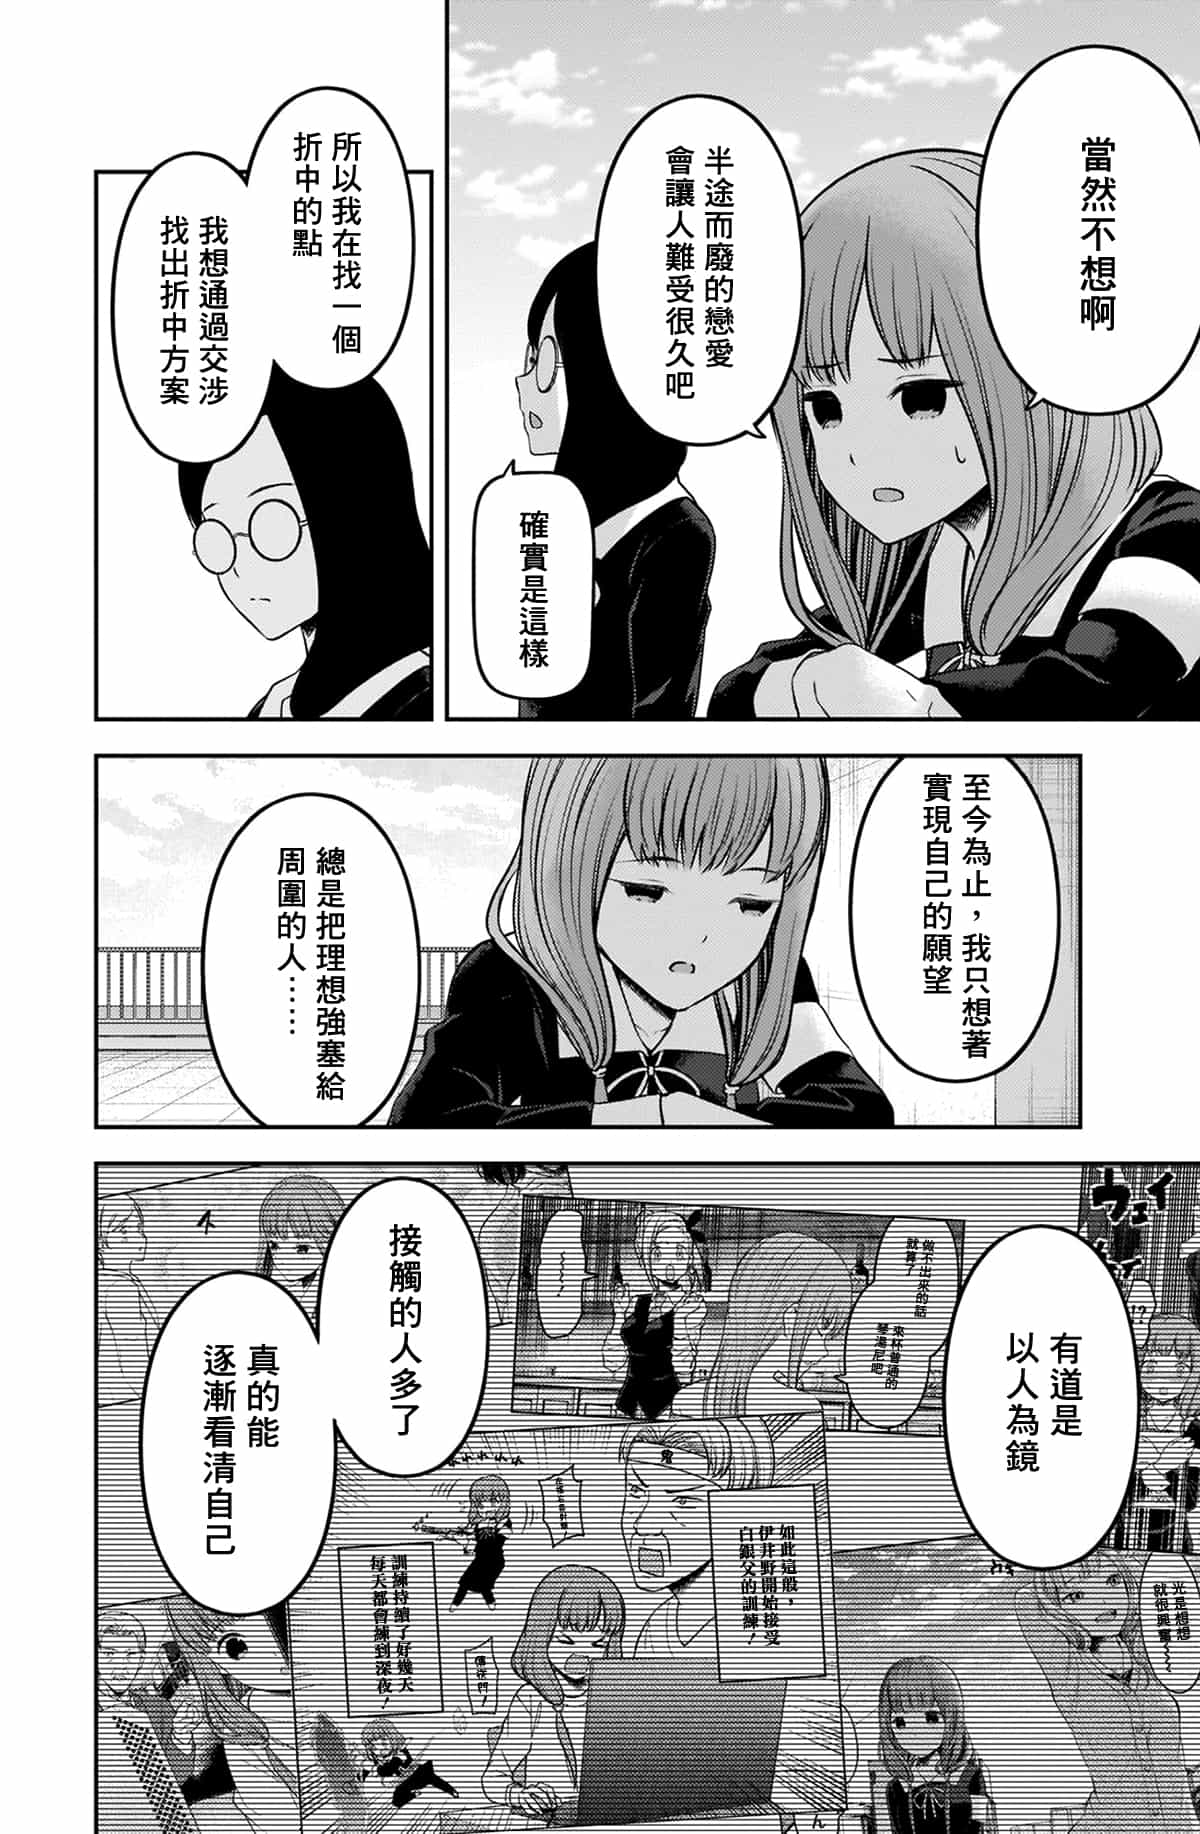 當然不想啊
半途而廢的戀愛
會讓人難受很久吧
確實是這樣
所以我在找一個
折中的點
我想通過交涉
找出折中方案
至今為止，我只想著
實現自己的願望
總是把理想強塞給
周圍的人……
ウェイ
!?
有道是
以人為鏡
做不出來的話
就算了
來杯普通的
琴湯尼吧
接觸的人多了
真的能
逐漸看清自己
鬼
如此這般，
伊井野開始接受
白銀父的訓練！
訓練持續了好幾天
每天都會練到深夜！
光是想想
就很興奮～